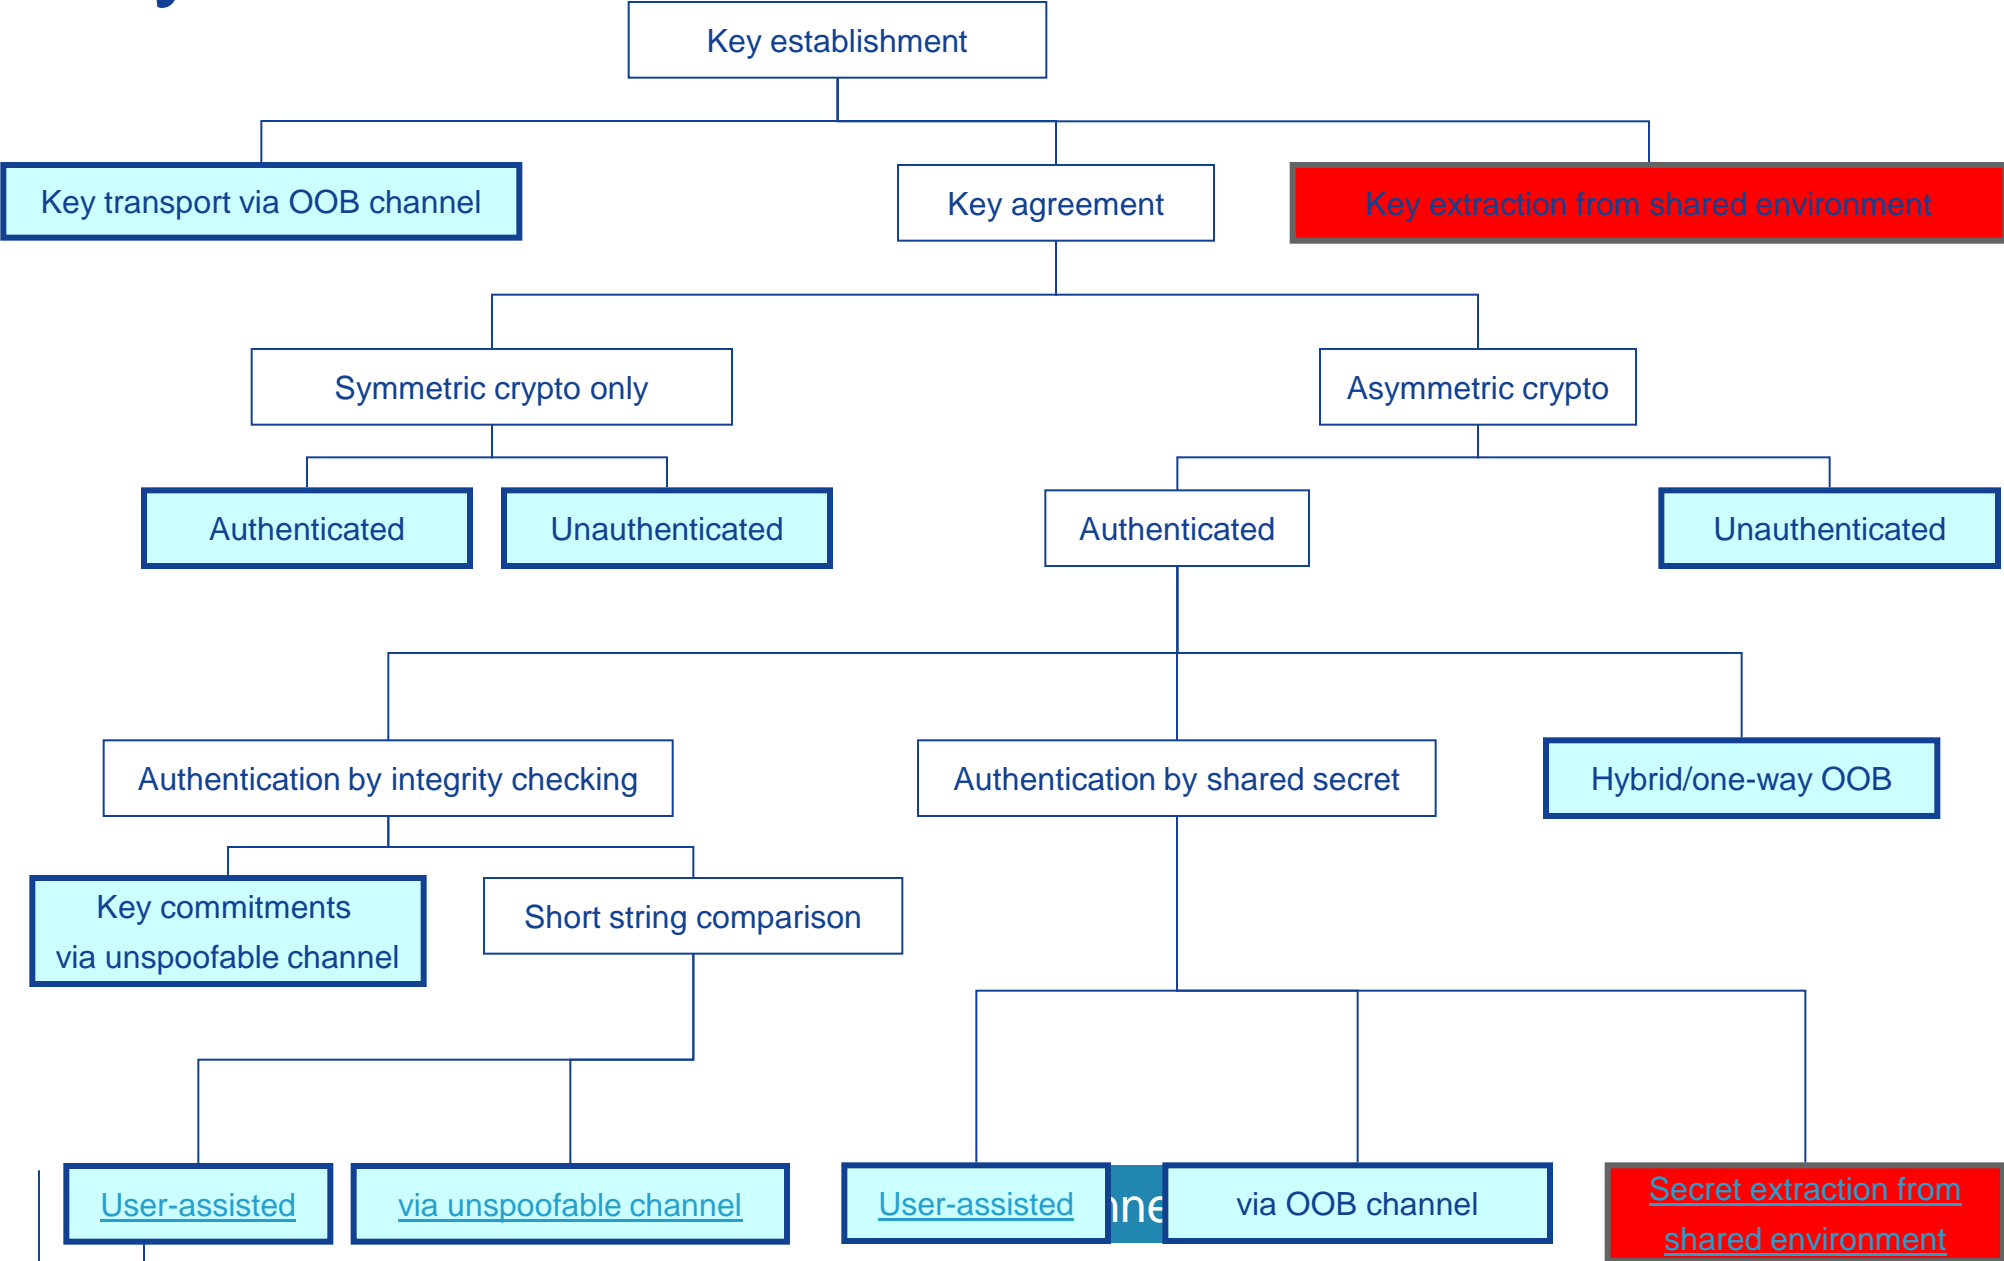 Key establishment
Key transport via OOB channel
Key agreement
Key extraction from shared environment
Symmetric crypto only
Asymmetric crypto
Authenticated
Unauthenticated
Authenticated
Unauthenticated
Authentication by integrity checking
Authentication by shared secret
Hybrid/one-way OOB
Key commitments
via unspoofable channel
Short string comparison
User-assisted
via unspoofable channel
User-assisted
via OOB channel
Secret extraction from
shared environment